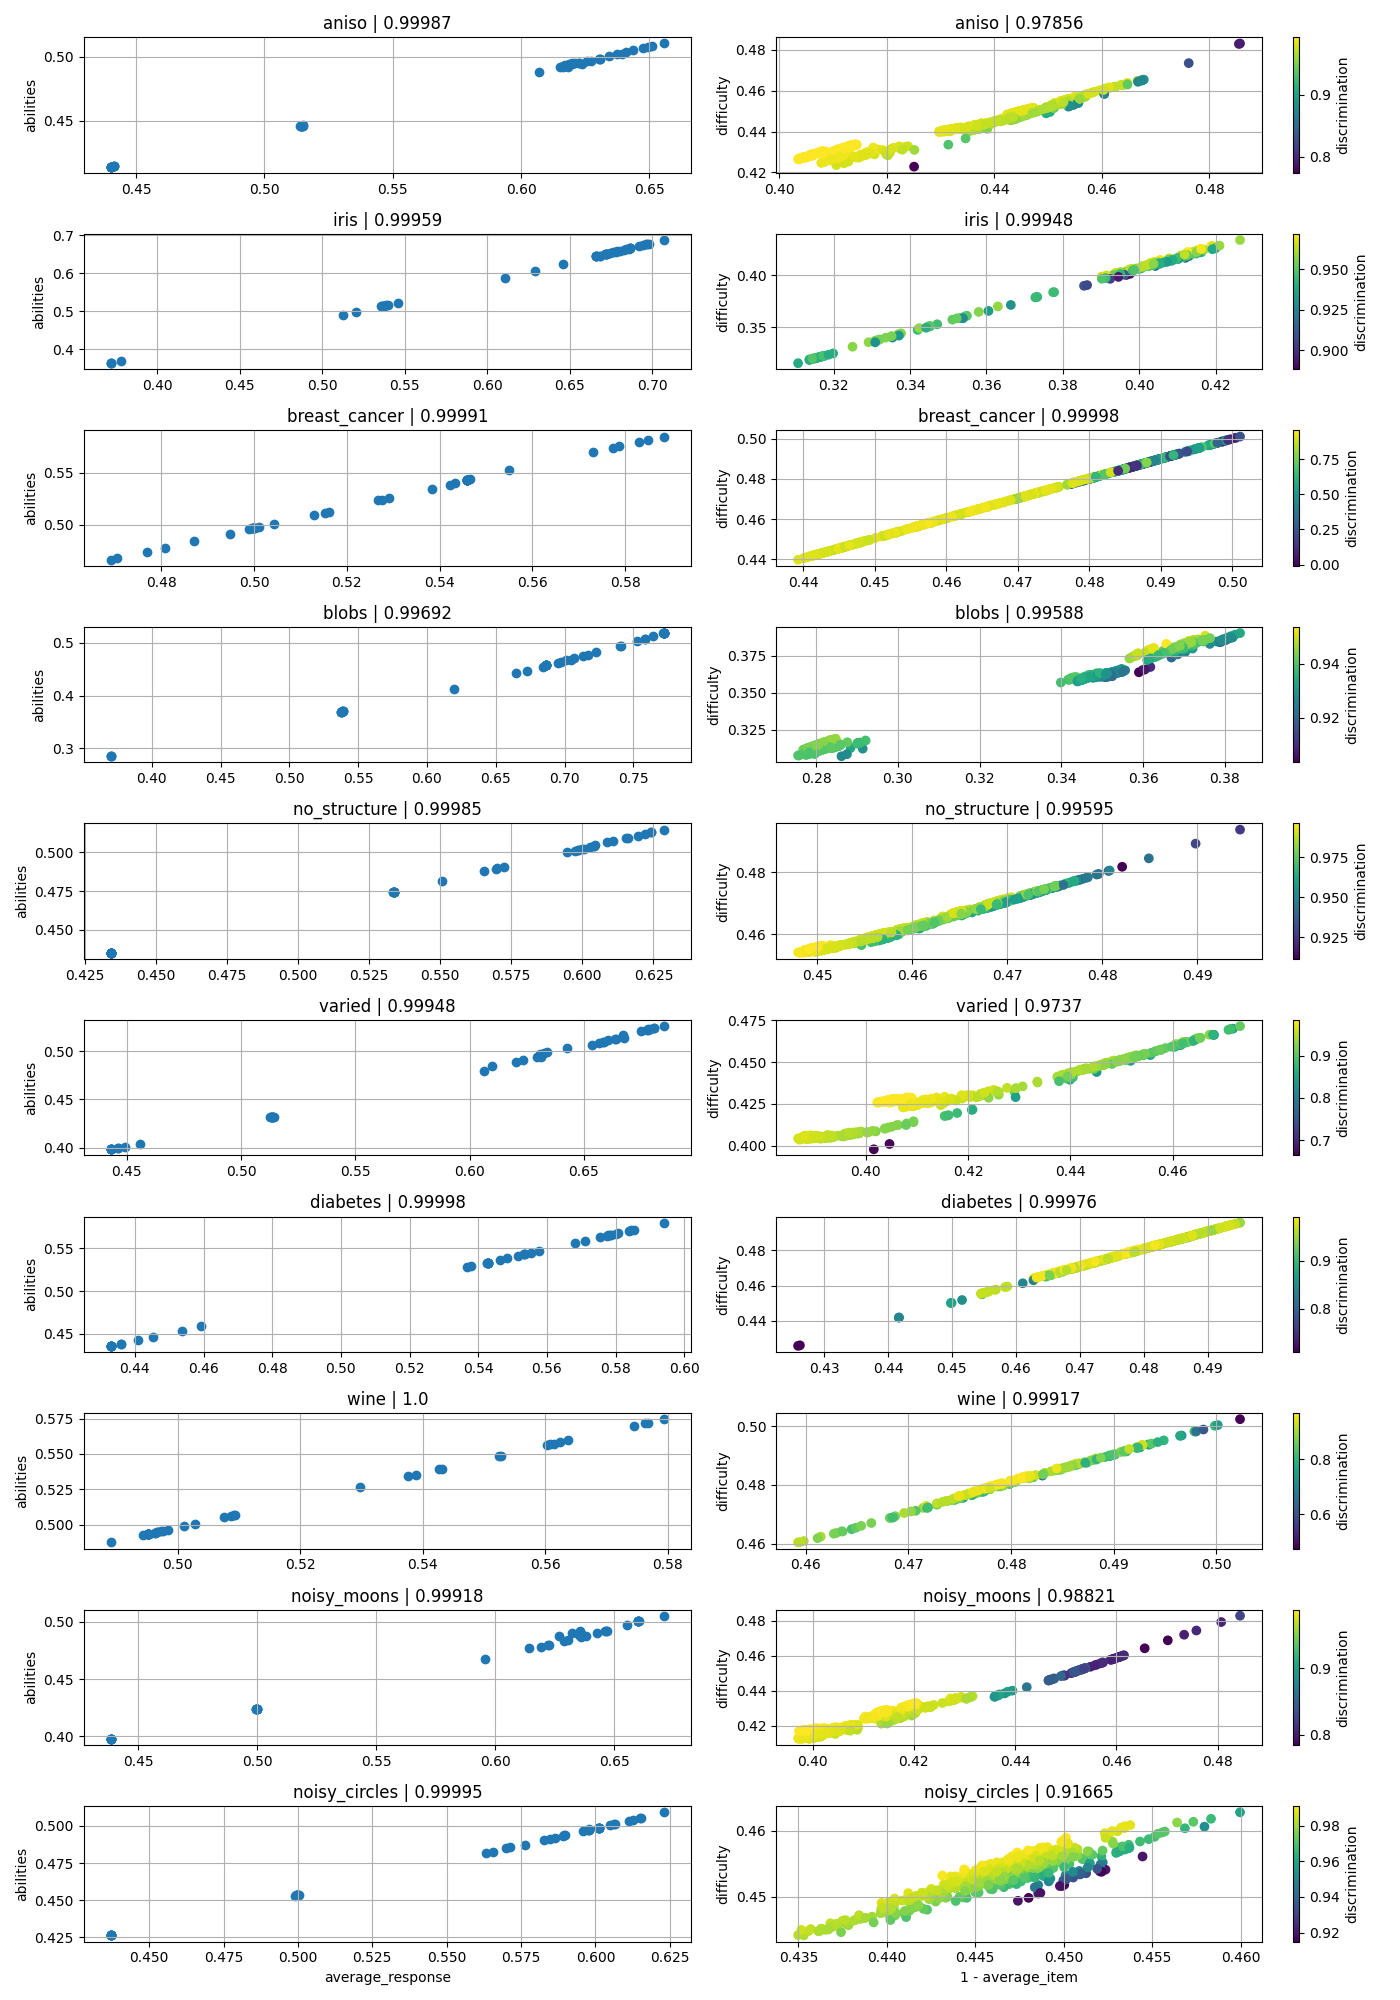 aniso | 0.99987
aniso | 0.97856
0.50
0.45
abilities
0.45 0.50 0.55 0.60 0.65
0.48
0.46
0.44
0.42
difficulty
0.40 0.42 0.44 0.46 0.48
0.9
0.8
discrimination
iris | 0.99959
iris | 0.99948
0.7
0.6
0.5
0.4
abilities
0.40 0.45 0.50 0.55 0.60 0.65 0.70
0.40
0.35
difficulty
0.32 0.34 0.36 0.38 0.40 0.42
0.950
0.925
0.900
discrimination
breast_cancer | 0.99991
breast_cancer | 0.99998
0.55
0.50
abilities
0.48 0.50 0.52 0.54 0.56 0.58
0.50
0.48
0.46
0.44
difficulty
0.44 0.45 0.46 0.47 0.48 0.49 0.50
0.75
0.50
0.25
0.00
discrimination
blobs | 0.99692
blobs | 0.99588
0.5
0.4
0.3
abilities
0.40 0.45 0.50 0.55 0.60 0.65 0.70 0.75
0.375
0.350
0.325
difficulty
0.28 0.30 0.32 0.34 0.36 0.38
0.94
0.92
discrimination
no_structure | 0.99985
no_structure | 0.99595
0.500
0.475
0.450
abilities
0.425 0.450 0.475 0.500 0.525 0.550 0.575 0.600 0.625
0.48
0.46
difficulty
0.45 0.46 0.47 0.48 0.49
0.975
0.950
0.925
discrimination
varied | 0.99948
varied | 0.9737
0.50
0.45
0.40
abilities
0.45 0.50 0.55 0.60 0.65
0.475
0.450
0.425
0.400
difficulty
0.40 0.42 0.44 0.46
0.9
0.8
0.7
discrimination
diabetes | 0.99998
diabetes | 0.99976
0.55
0.50
0.45
abilities
0.44 0.46 0.48 0.50 0.52 0.54 0.56 0.58 0.60
0.48
0.46
0.44
difficulty
0.43 0.44 0.45 0.46 0.47 0.48 0.49
0.9
0.8
discrimination
wine | 1.0
wine | 0.99917
0.575
0.550
0.525
0.500
abilities
0.50 0.52 0.54 0.56 0.58
0.50
0.48
0.46
difficulty
0.46 0.47 0.48 0.49 0.50
0.8
0.6
discrimination
noisy_moons | 0.99918
noisy_moons | 0.98821
0.50
0.45
0.40
abilities
0.45 0.50 0.55 0.60 0.65
0.48
0.46
0.44
0.42
difficulty
0.40 0.42 0.44 0.46 0.48
0.9
0.8
discrimination
noisy_circles | 0.99995
noisy_circles | 0.91665
0.500
0.475
0.450
0.425
abilities
0.450 0.475 0.500 0.525 0.550 0.575 0.600 0.625
average_response
0.46
0.45
difficulty
0.435 0.440 0.445 0.450 0.455 0.460
1 - average_item
0.98
0.96
0.94
0.92
discrimination